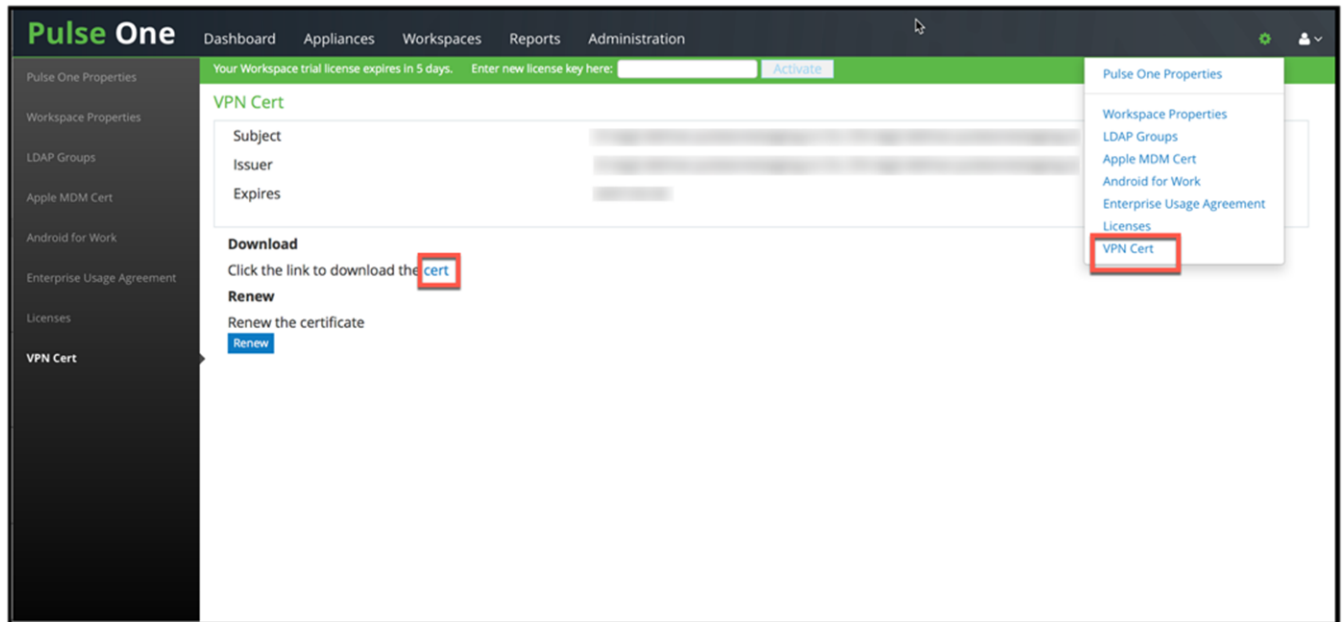 Pulse One
Dashboard Appliances Workspaces Reports Administration
Pulse One Properties
Workspace Properties
LDAP Groups
Apple MDM Cert
Android for Work
Enterprise Usage Agreement
Licenses
VPN Cert
Your Workspace trial license expires in 5 days. Enter new license key here: Activate
VPN Cert
Subject
Issuer
Expires
Download
Click the link to download the cert
Renew
Renew the certificate
Renew
Pulse One Properties
Workspace Properties
LDAP Groups
Apple MDM Cert
Android for Work
Enterprise Usage Agreement
Licenses
VPN Cert